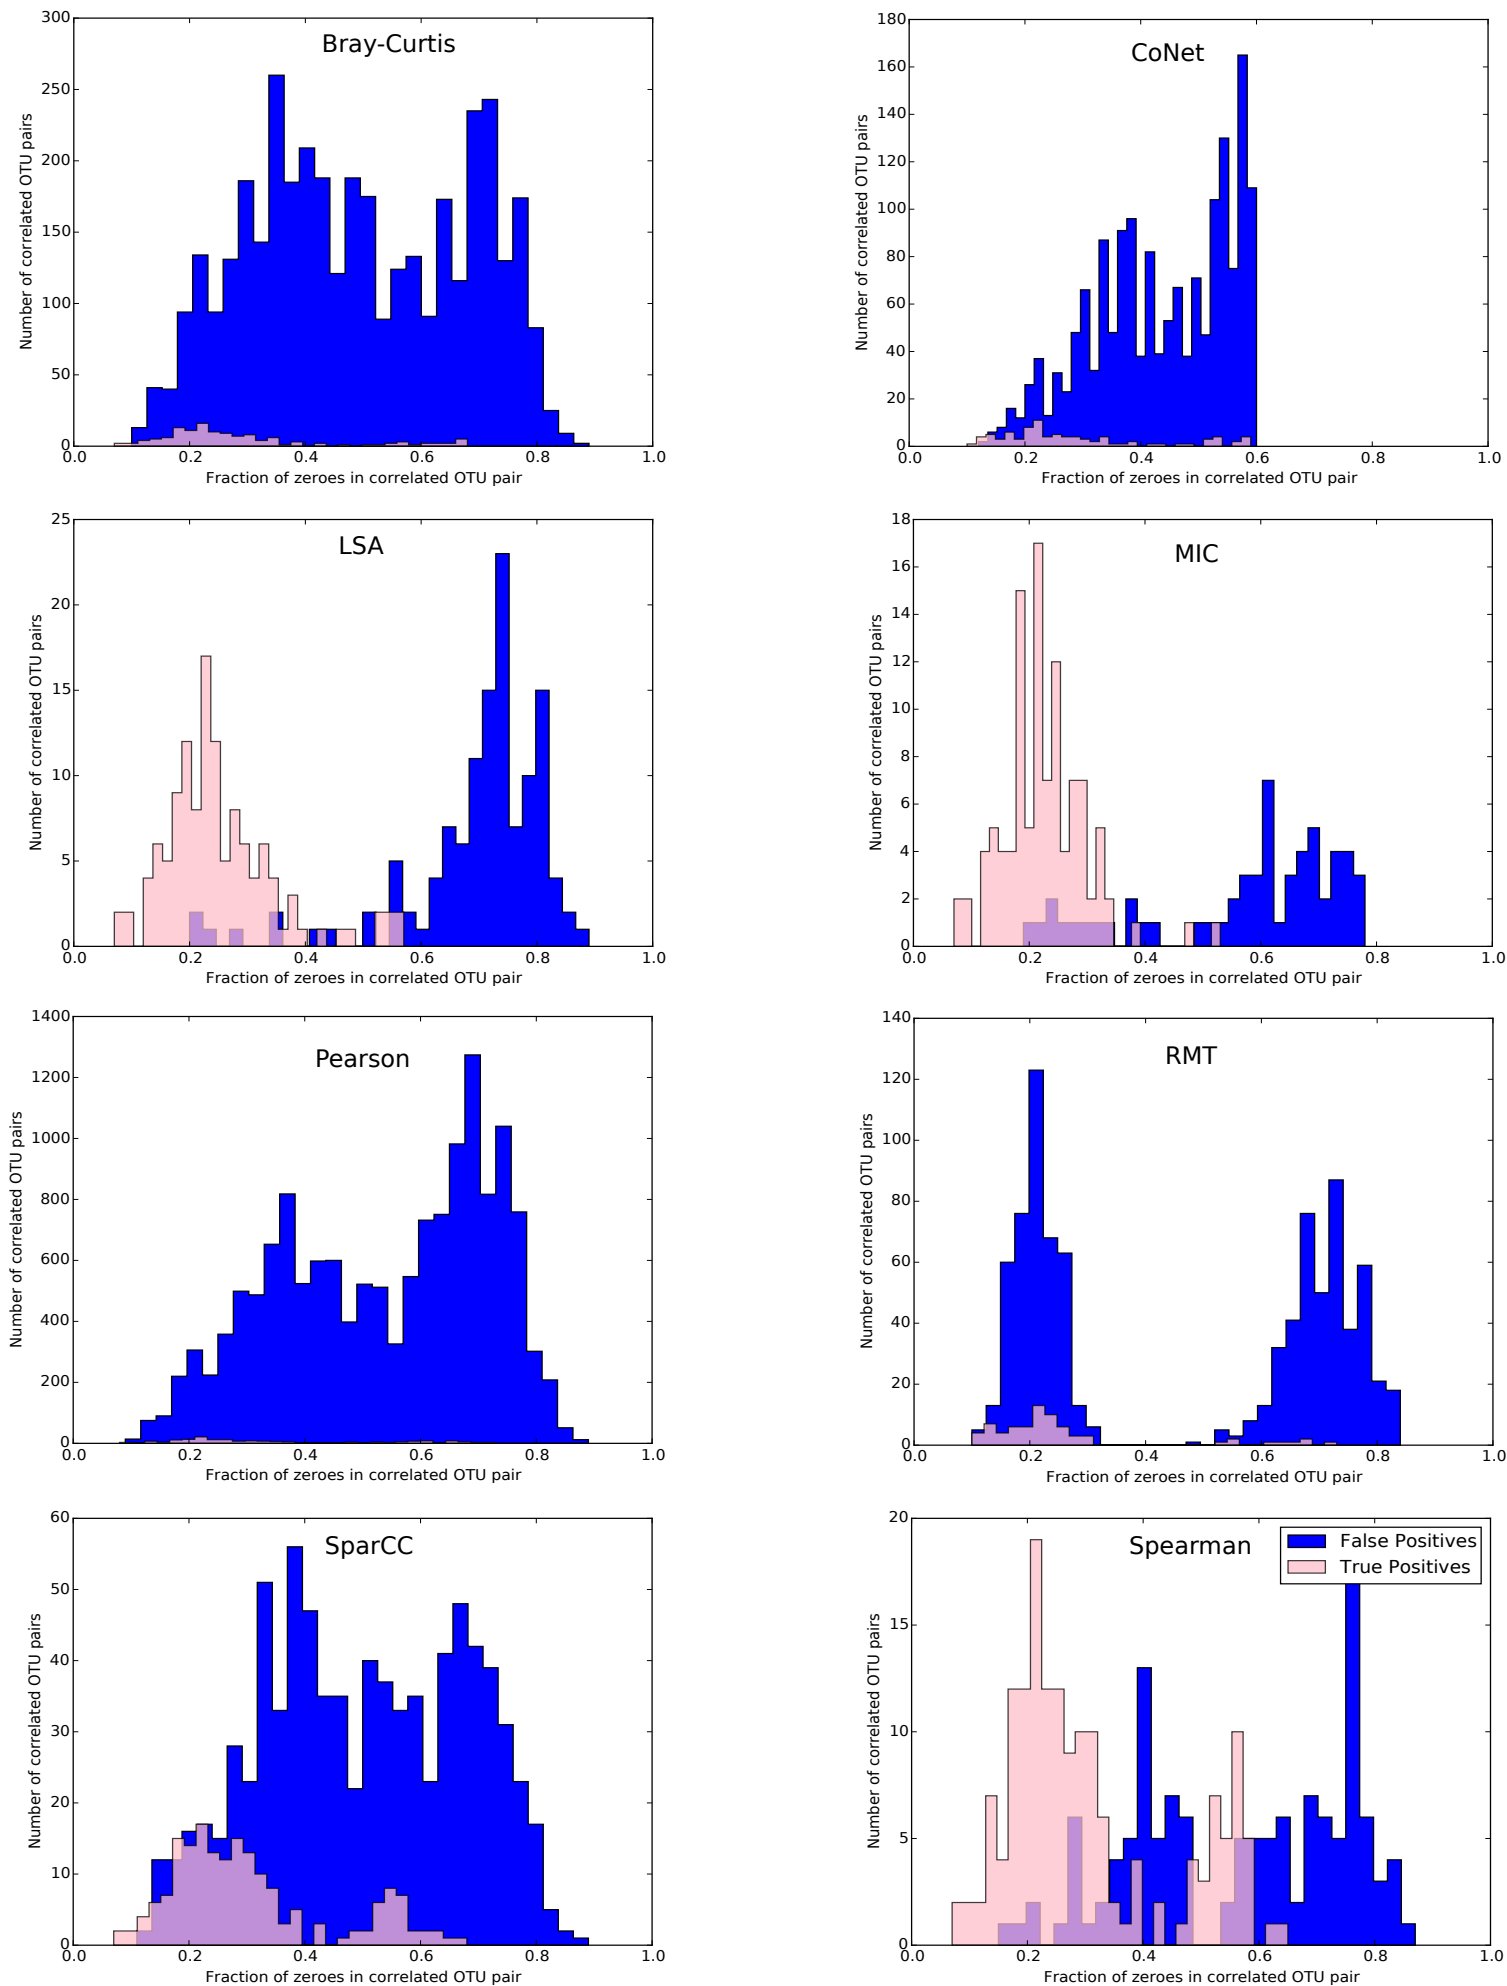 Bray-Curtis
Number of correlated OTU pairs
300
250
200
150
100
50
0
0.0 0.2 0.4 0.6 0.8 1.0
Fraction of zeroes in correlated OTU pair
CoNet
Number of correlated OTU pairs
180
160
140
120
100
80
60
40
20
0
0.0 0.2 0.4 0.6 0.8 1.0
Fraction of zeroes in correlated OTU pair
LSA
Number of correlated OTU pairs
25
20
15
10
5
0
0.0 0.2 0.4 0.6 0.8 1.0
Fraction of zeroes in correlated OTU pair
MIC
Number of correlated OTU pairs
18
16
14
12
10
8
6
4
2
0
0.0 0.2 0.4 0.6 0.8 1.0
Fraction of zeroes in correlated OTU pair
Pearson
Number of correlated OTU pairs
1400
1200
1000
800
600
400
200
0
0.0 0.2 0.4 0.6 0.8 1.0
Fraction of zeroes in correlated OTU pair
RMT
Number of correlated OTU pairs
140
120
100
80
60
40
20
0
0.0 0.2 0.4 0.6 0.8 1.0
Fraction of zeroes in correlated OTU pair
SparCC
Number of correlated OTU pairs
60
50
40
30
20
10
0
0.0 0.2 0.4 0.6 0.8 1.0
Fraction of zeroes in correlated OTU pair
Spearman
False Positives
True Positives
Number of correlated OTU pairs
20
15
10
5
0
0.0 0.2 0.4 0.6 0.8 1.0
Fraction of zeroes in correlated OTU pair